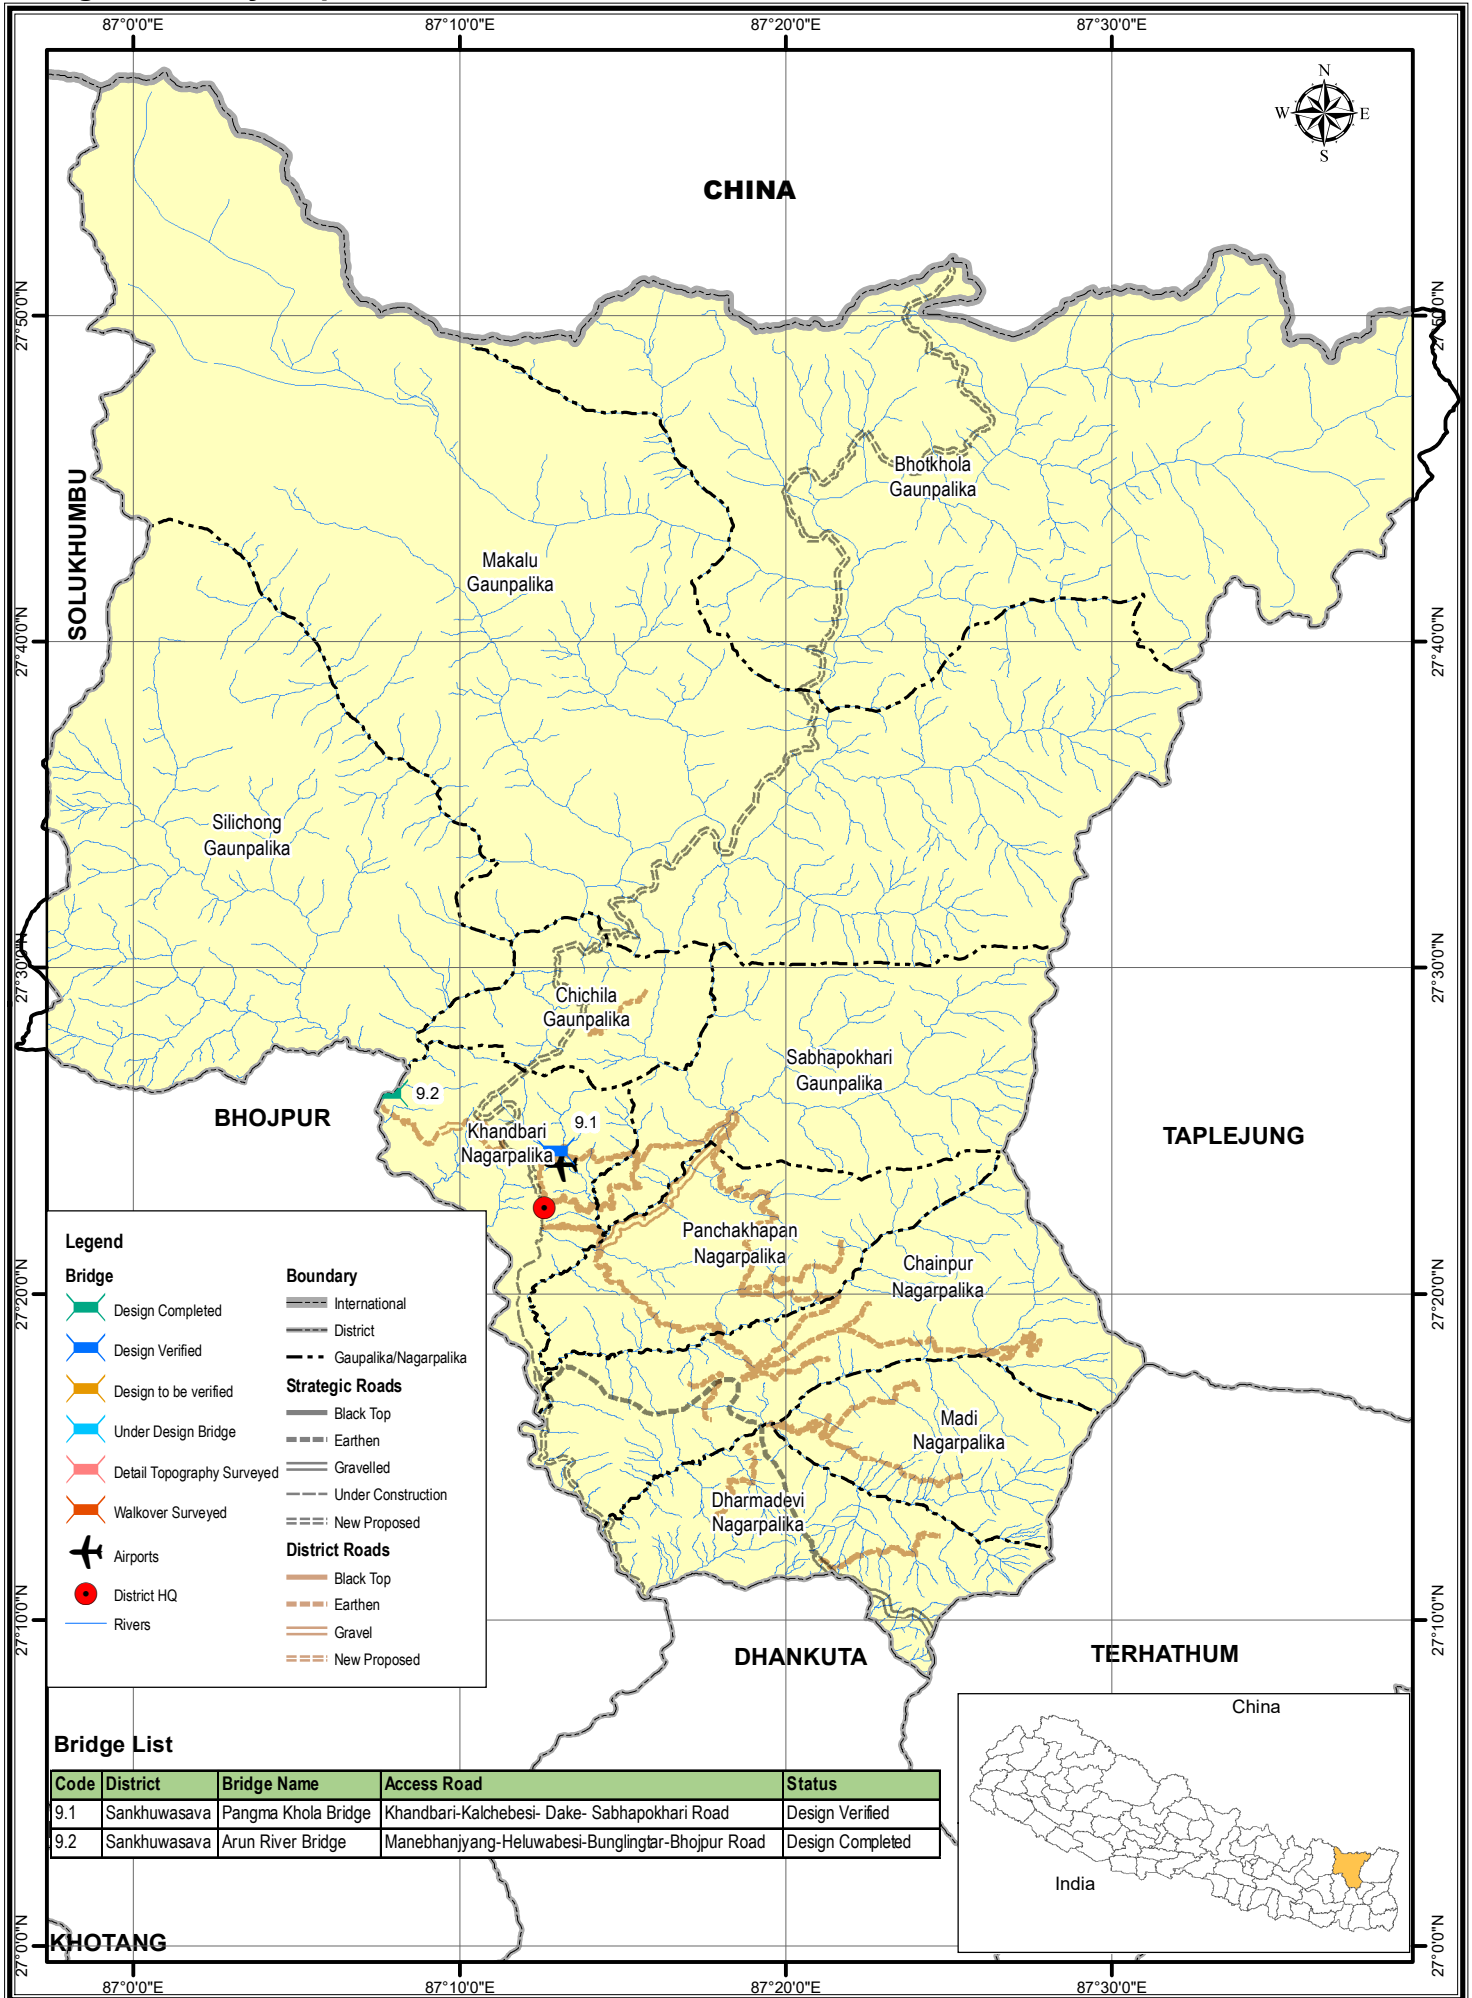 87°0'0"E 87°10'0"E 87°20'0"E 87°30'0"E
N
W E
S
CHINA
27°50'0"N 27°50'0"N
Bhotkhola
Gaunpalika
SOLUKHUMBU
Makalu
Gaunpalika
27°40'0"N 27°40'0"N
Silichong
Gaunpalika
27°30'0"N 27°30'0"N
Chichila
Gaunpalika
Sabhapokhari
Gaunpalika
9.2
BHOJPUR
9.1
Khandbari
Nagarpalika
TAPLEJUNG
Panchakhapan
Nagarpalika
Chainpur
Nagarpalika
27°20'0"N 27°20'0"N
Madi
Nagarpalika
Dharmadevi
Nagarpalika
27°10'0"N 27°10'0"N
DHANKUTA
TERHATHUM
Legend
Bridge
Design Completed
Design Verified
Design to be verified
Under Design Bridge
Detail Topography Surveyed
Walkover Surveyed
Airports
District HQ
Rivers
Boundary
International
District
Gaupalika/Nagarpalika
Strategic Roads
Black Top
Earthen
Gravelled
Under Construction
New Proposed
District Roads
Black Top
Earthen
Gravel
New Proposed
Bridge List
Code District Bridge Name Access Road Status
9.1 Sankhuwasava Pangma Khola Bridge Khandbari-Kalchebesi- Dake- Sabhapokhari Road Design Verified
9.2 Sankhuwasava Arun River Bridge Manebhanjyang-Heluwabesi-Bunglingtar-Bhojpur Road Design Completed
China
India
KHOTANG
27°0'0"N 27°0'0"N
87°0'0"E 87°10'0"E 87°20'0"E 87°30'0"E